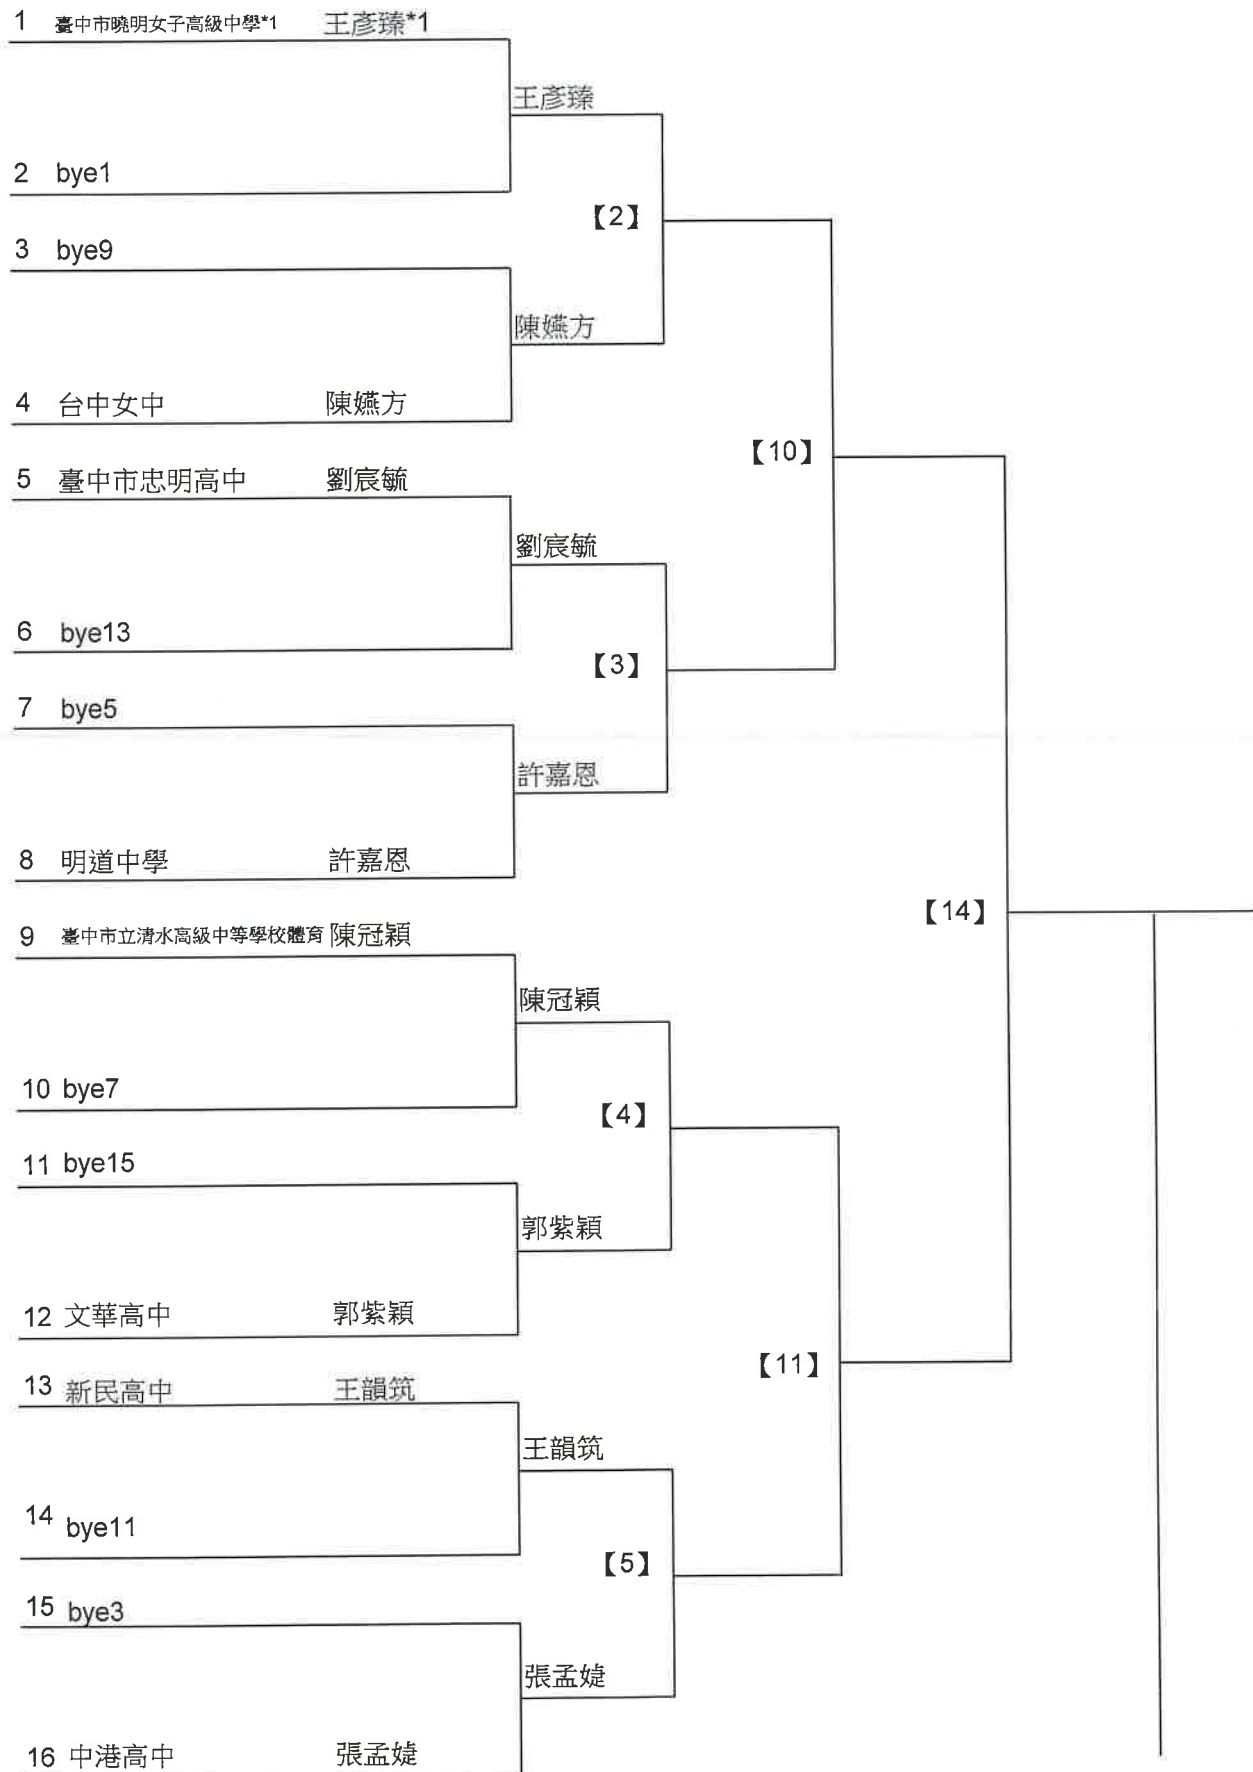 1 臺中市曉明女子高級中學*1 王彥臻*1
王彥臻
2 bye1
【2】
3 bye9
陳嬿方
4 台中女中 陳嬿方
【10】
5 臺中市忠明高中 劉宸毓
劉宸毓
6 bye13
【3】
7 bye5
許嘉恩
8 明道中學 許嘉恩
【14】
9 臺中市立清水高級中等學校體育 陳冠穎
陳冠穎
10 bye7
【4】
11 bye15
郭紫穎
12 文華高中 郭紫穎
【11】
13 新民高中 王韻筑
王韻筑
14 bye11
【5】
15 bye3
張孟婕
16 中港高中 張孟婕